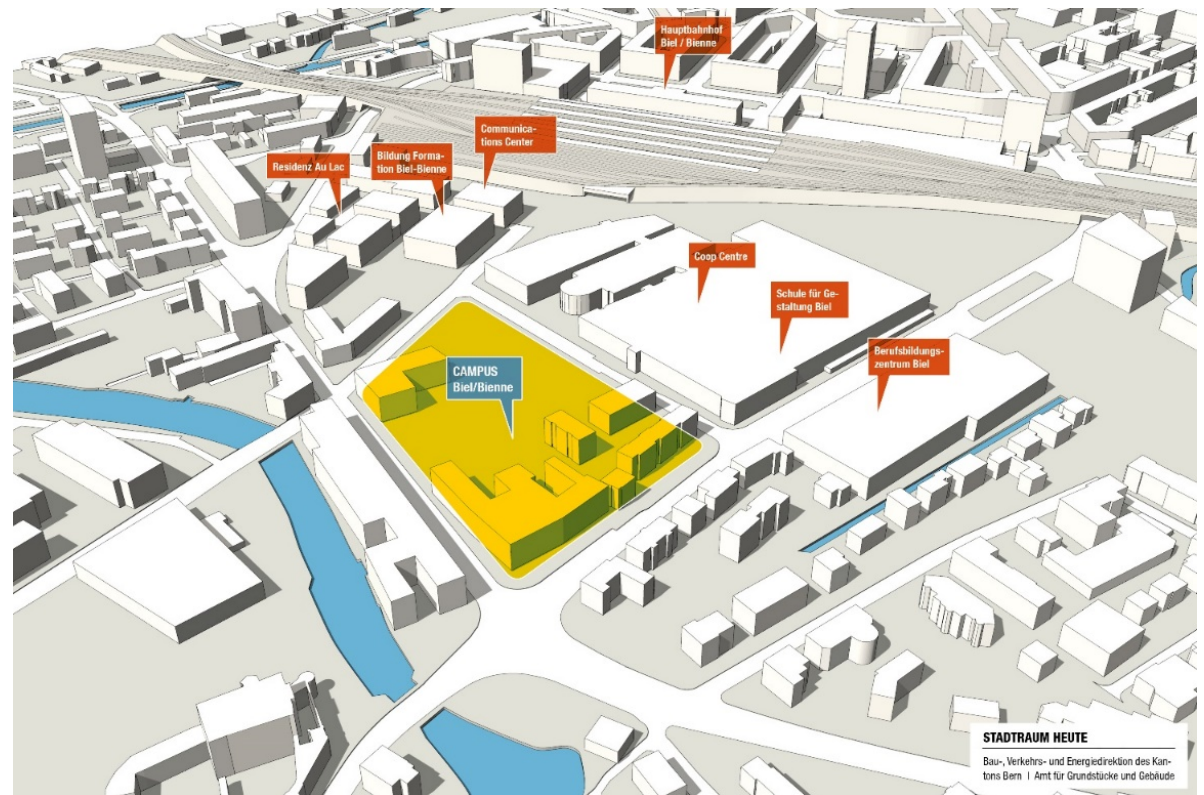 Hauptbahnhof
Biel / Bienne
Communica-
tions Center
Bildung Forma-
tion Biel-Bienne
Residenz Au Lac
Coop Centre
Schule für Ge-
staltung Biel
Berufsbildungs-
zentrum Biel
CAMPUS
Biel/Bienne
STADTRAUM HEUTE
Bau-, Verkehrs- und Energiedirektion des Kan-
tons Bern | Amt für Grundstücke und Gebäude